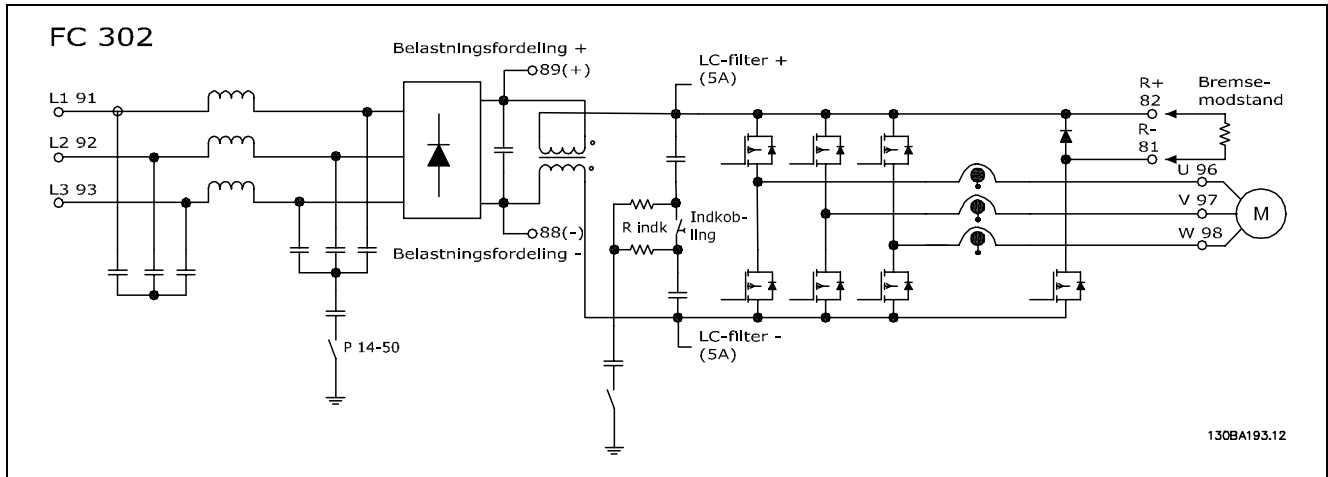 FC 302
Belastningsfordeling +
89(+)
LC-filter +
(5A)
R+
82
Bremse-
modstand
R-
81
L1 91
L2 92
L3 93
U 96
V 97
W 98
M
R indk
Indkob-
ling
88(-)
Belastningsfordeling -
LC-filter -
(5A)
P 14-50
130BA193.12